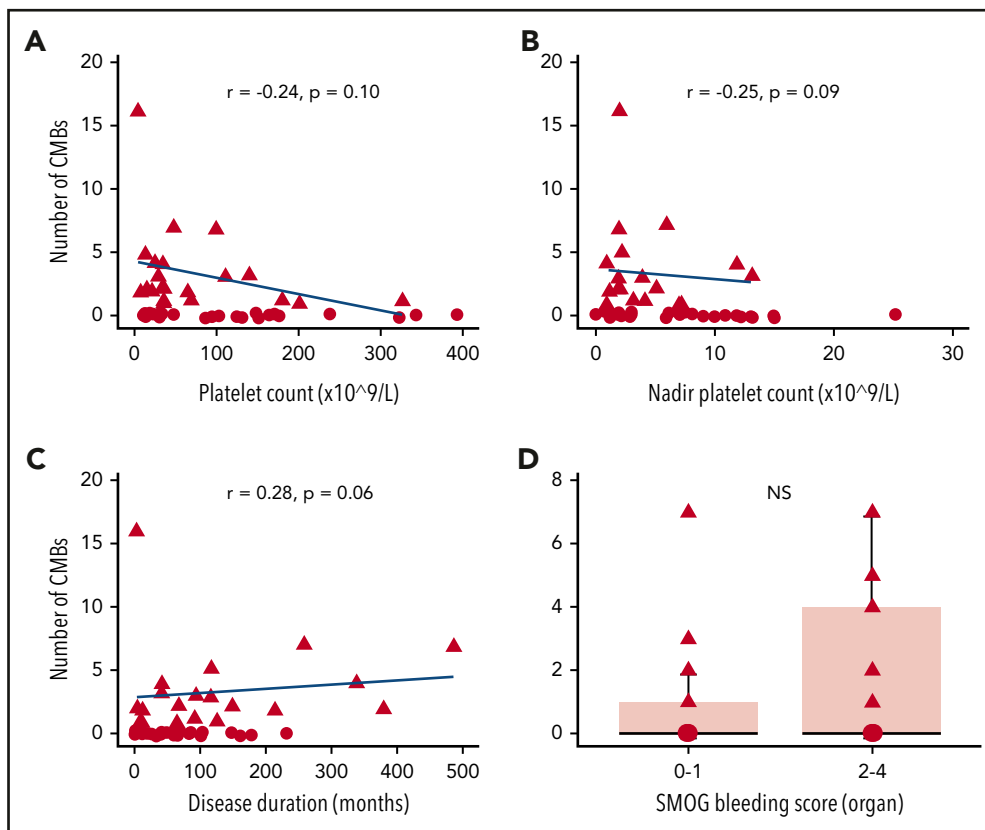 A
20
15
10
5
0
Number of CMBs
r = -0.24, p = 0.10
0 100 200 300 400
Platelet count (x10^9/L)
B
20
15
10
5
0
r = -0.25, p = 0.09
0 10 20 30
Nadir platelet count (x10^9/L)
C
20
15
10
5
0
Number of CMBs
r = 0.28, p = 0.06
0 100 200 300 400 500
Disease duration (months)
D
8
6
4
2
0
NS
0-1 2-4
SMOG bleeding score (organ)